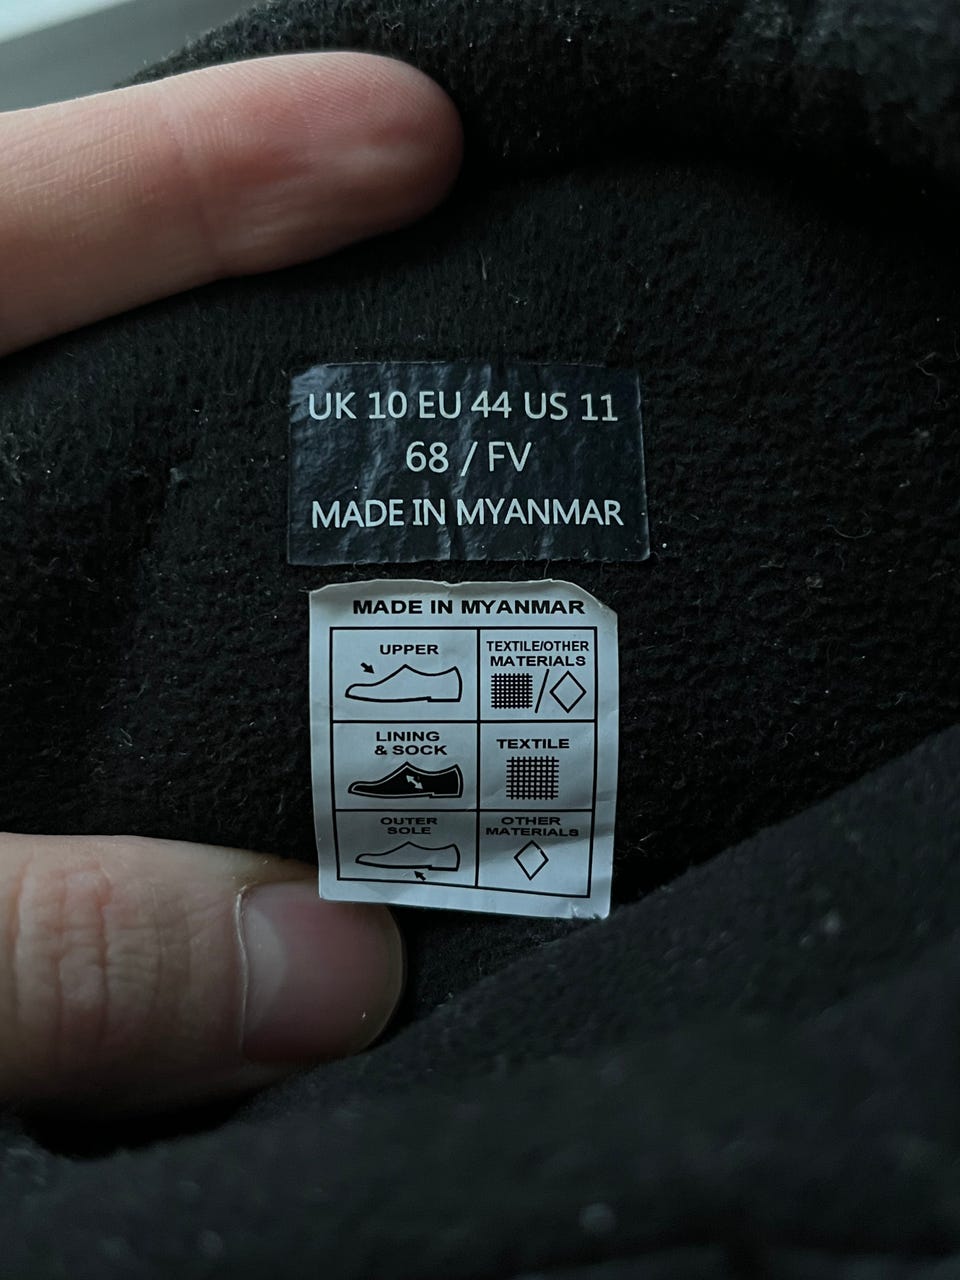 UK 10 EU 44 US 11
68 / FV
MADE IN MYANMAR
MADE IN MYANMAR
UPPER
TEXTILE/OTHER
MATERIALS
/
LINING
& SOCK
TEXTILE
OUTER
SOLE
OTHER
MATERIALS